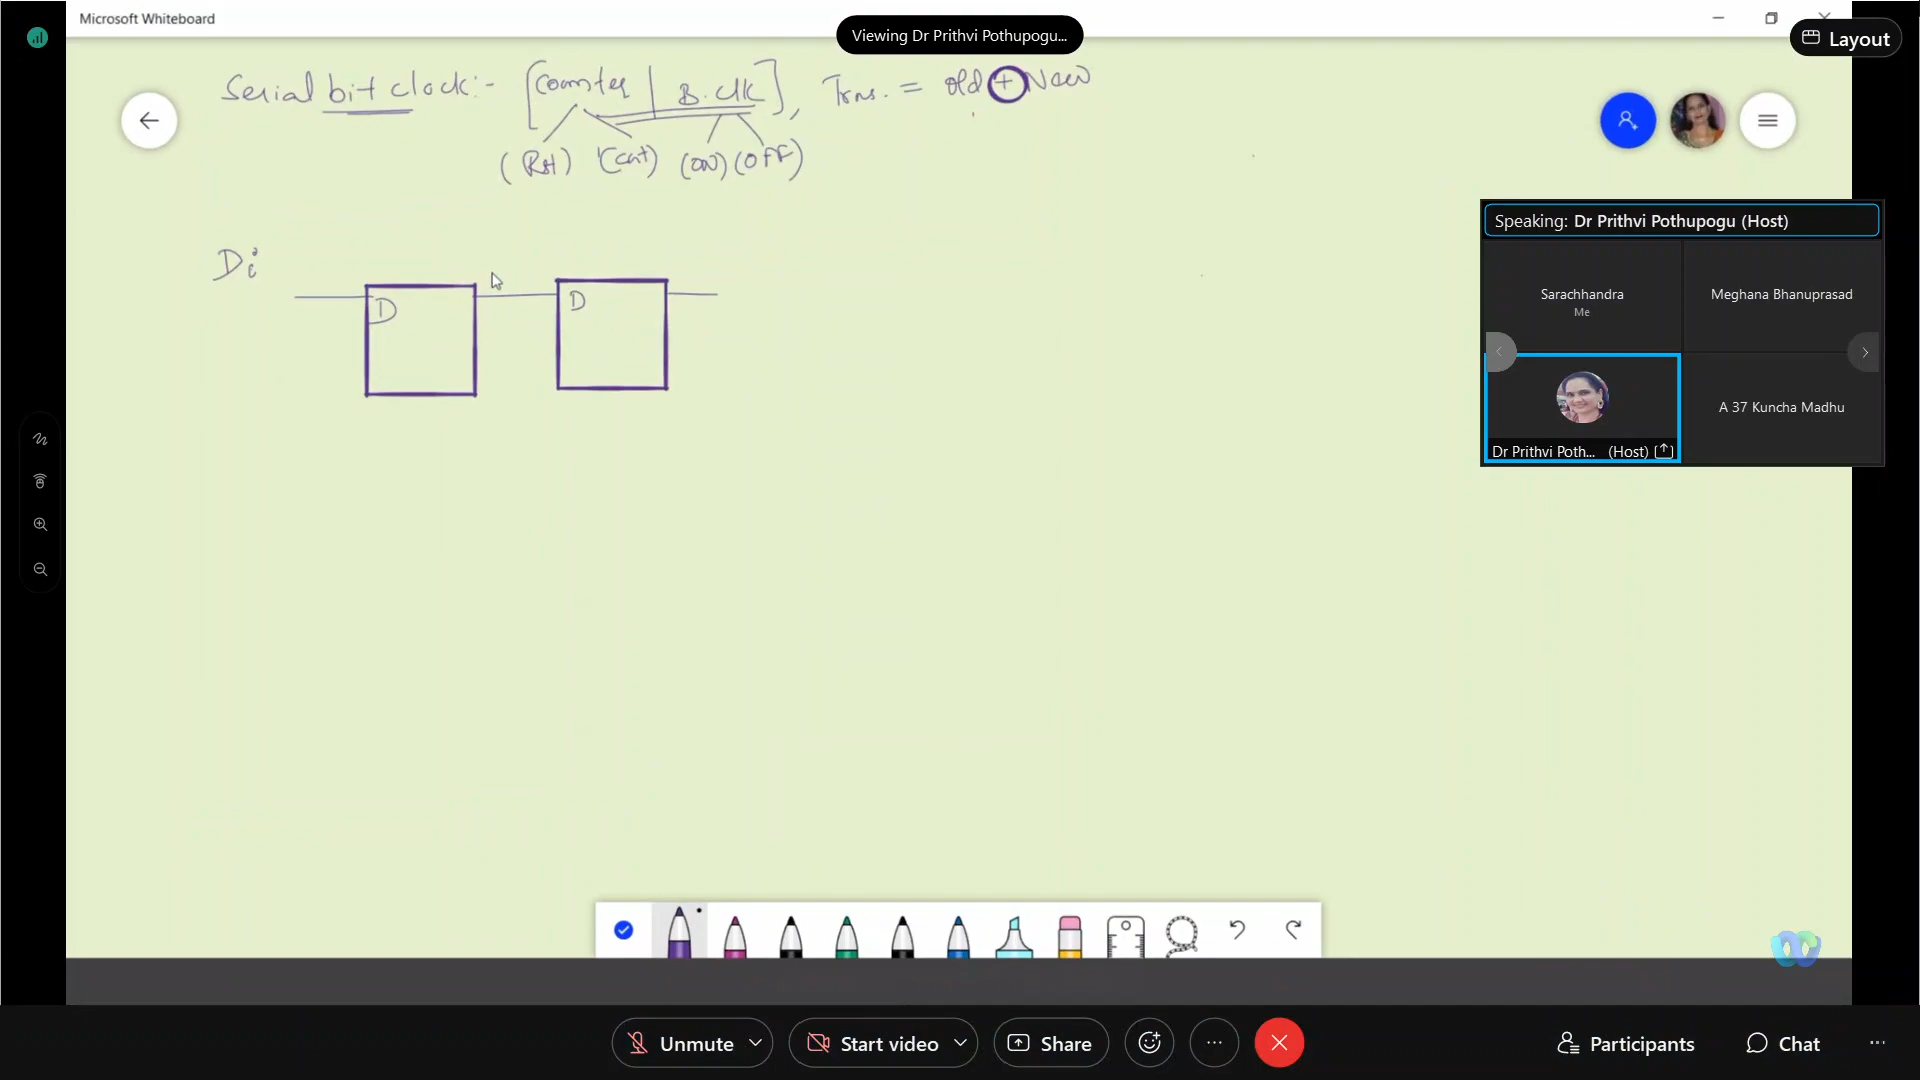 Microsoft Whiteboard
Viewing Dr Prithvi Pothupogu...
Layout
Serial bit clock:- [Counter | B.clk], Trns. = old + New
(Rst) (Cnt) (ON) (OFF)
Speaking: Dr Prithvi Pothupogu (Host)
Di
Sarachhandra
Me
Meghana Bhanuprasad
D D
A 37 Kuncha Madhu
Dr Prithvi Poth... (Host)
Unmute Start video Share Participants Chat